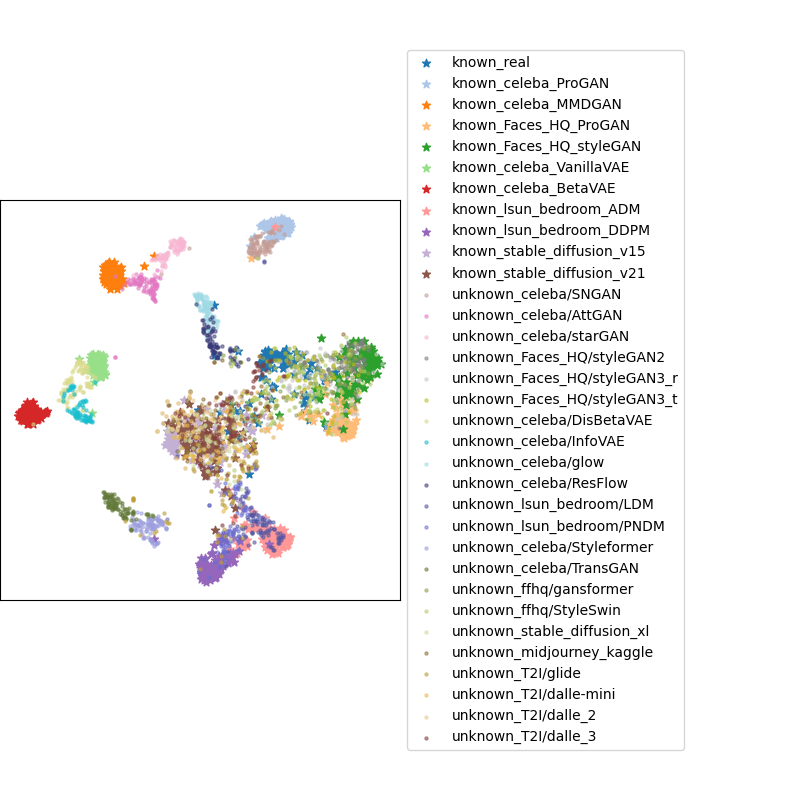 known_real
known_celeba_ProGAN
known_celeba_MMDGAN
known_Faces_HQ_ProGAN
known_Faces_HQ_styleGAN
known_celeba_VanillaVAE
known_celeba_BetaVAE
known_lsun_bedroom_ADM
known_lsun_bedroom_DDPM
known_stable_diffusion_v15
known_stable_diffusion_v21
unknown_celeba/SNGAN
unknown_celeba/AttGAN
unknown_celeba/starGAN
unknown_Faces_HQ/styleGAN2
unknown_Faces_HQ/styleGAN3_r
unknown_Faces_HQ/styleGAN3_t
unknown_celeba/DisBetaVAE
unknown_celeba/InfoVAE
unknown_celeba/glow
unknown_celeba/ResFlow
unknown_lsun_bedroom/LDM
unknown_lsun_bedroom/PNDM
unknown_celeba/Styleformer
unknown_celeba/TransGAN
unknown_ffhq/gansformer
unknown_ffhq/StyleSwin
unknown_stable_diffusion_xl
unknown_midjourney_kaggle
unknown_T2I/glide
unknown_T2I/dalle-mini
unknown_T2I/dalle_2
unknown_T2I/dalle_3